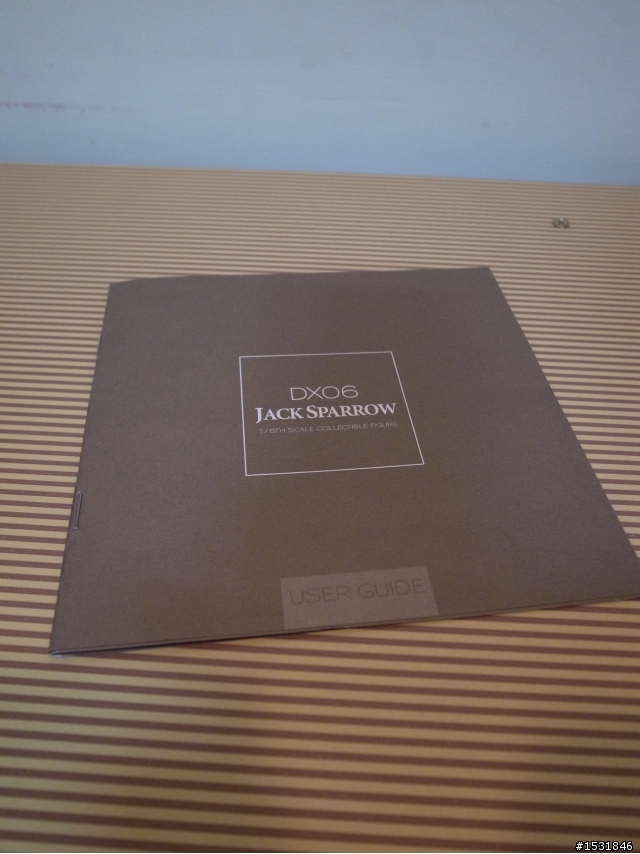 DX06
JACK SPARROW
1/6TH SCALE COLLECTIBLE FIGURE
USER GUIDE
#1531846